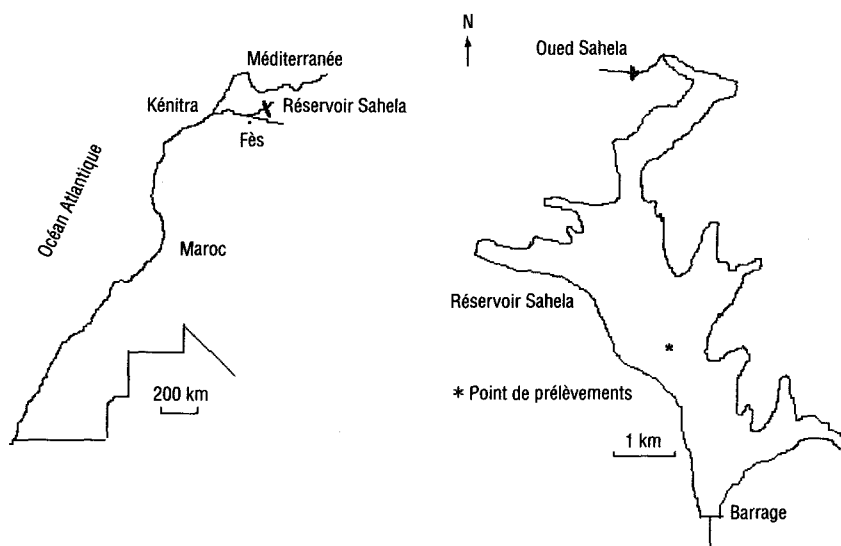 Méditerranée
Kénitra
Réservoir Sahela
Fès
Océan Atlantique
Maroc
200 km
N
Oued Sahela
Réservoir Sahela
* Point de prélèvements
1 km
Barrage